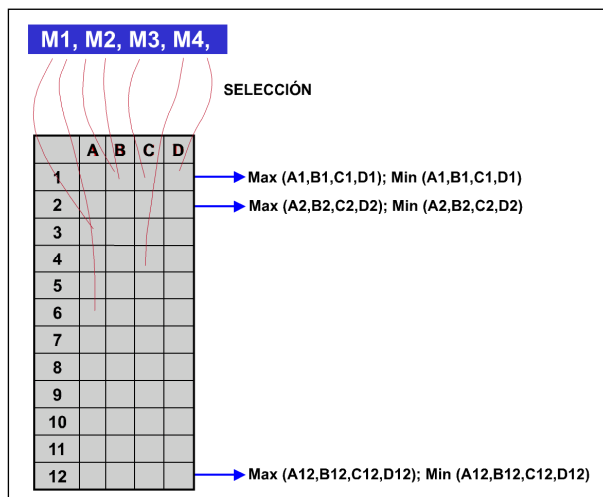 M1, M2, M3, M4,
SELECCIÓN
A B C D
1 Max (A1,B1,C1,D1); Min (A1,B1,C1,D1)
2 Max (A2,B2,C2,D2); Min (A2,B2,C2,D2)
3
4
5
6
7
8
9
10
11
12 Max (A12,B12,C12,D12); Min (A12,B12,C12,D12)